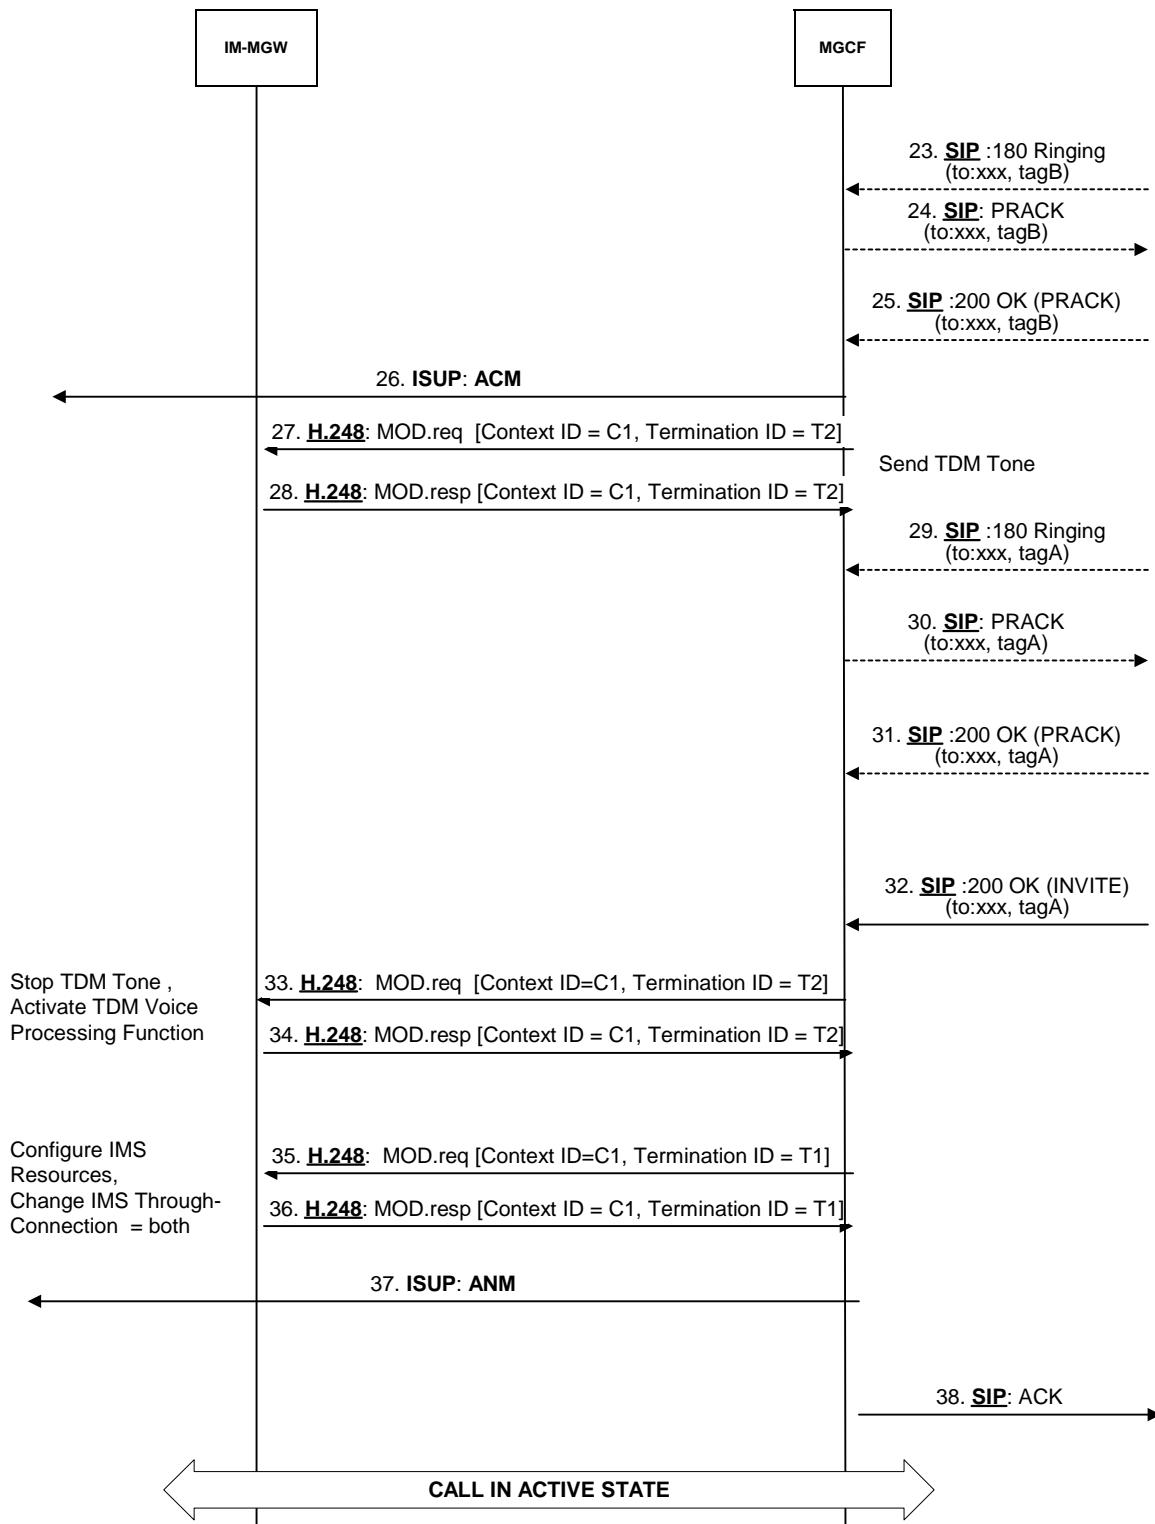 IM-MGW
MGCF
23. SIP :180 Ringing
(to:xxx, tagB)
24. SIP: PRACK
(to:xxx, tagB)
25. SIP :200 OK (PRACK)
(to:xxx, tagB)
26. ISUP: ACM
27. H.248: MOD.req [Context ID = C1, Termination ID = T2]
Send TDM Tone
28. H.248: MOD.resp [Context ID = C1, Termination ID = T2]
29. SIP :180 Ringing
(to:xxx, tagA)
30. SIP: PRACK
(to:xxx, tagA)
31. SIP :200 OK (PRACK)
(to:xxx, tagA)
32. SIP :200 OK (INVITE)
(to:xxx, tagA)
Stop TDM Tone ,
Activate TDM Voice
Processing Function
33. H.248: MOD.req [Context ID=C1, Termination ID = T2]
34. H.248: MOD.resp [Context ID = C1, Termination ID = T2]
Configure IMS
Resources,
Change IMS Through-
Connection = both
35. H.248: MOD.req [Context ID=C1, Termination ID = T1]
36. H.248: MOD.resp [Context ID = C1, Termination ID = T1]
37. ISUP: ANM
38. SIP: ACK
CALL IN ACTIVE STATE